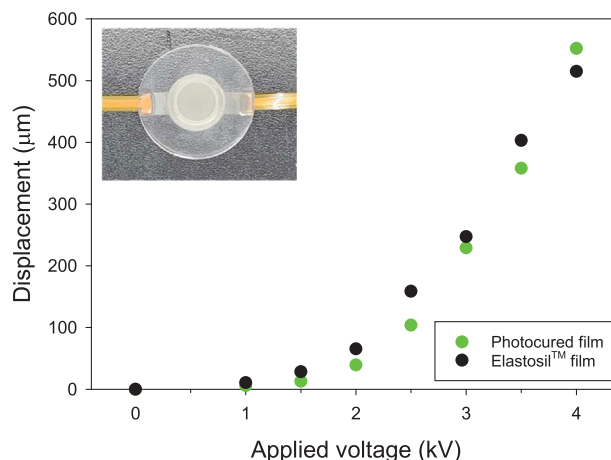 600
500
400
300
200
100
0
Displacement (μm)
0 1 2 3 4
Applied voltage (kV)
Photocured film
Elastosil™ film